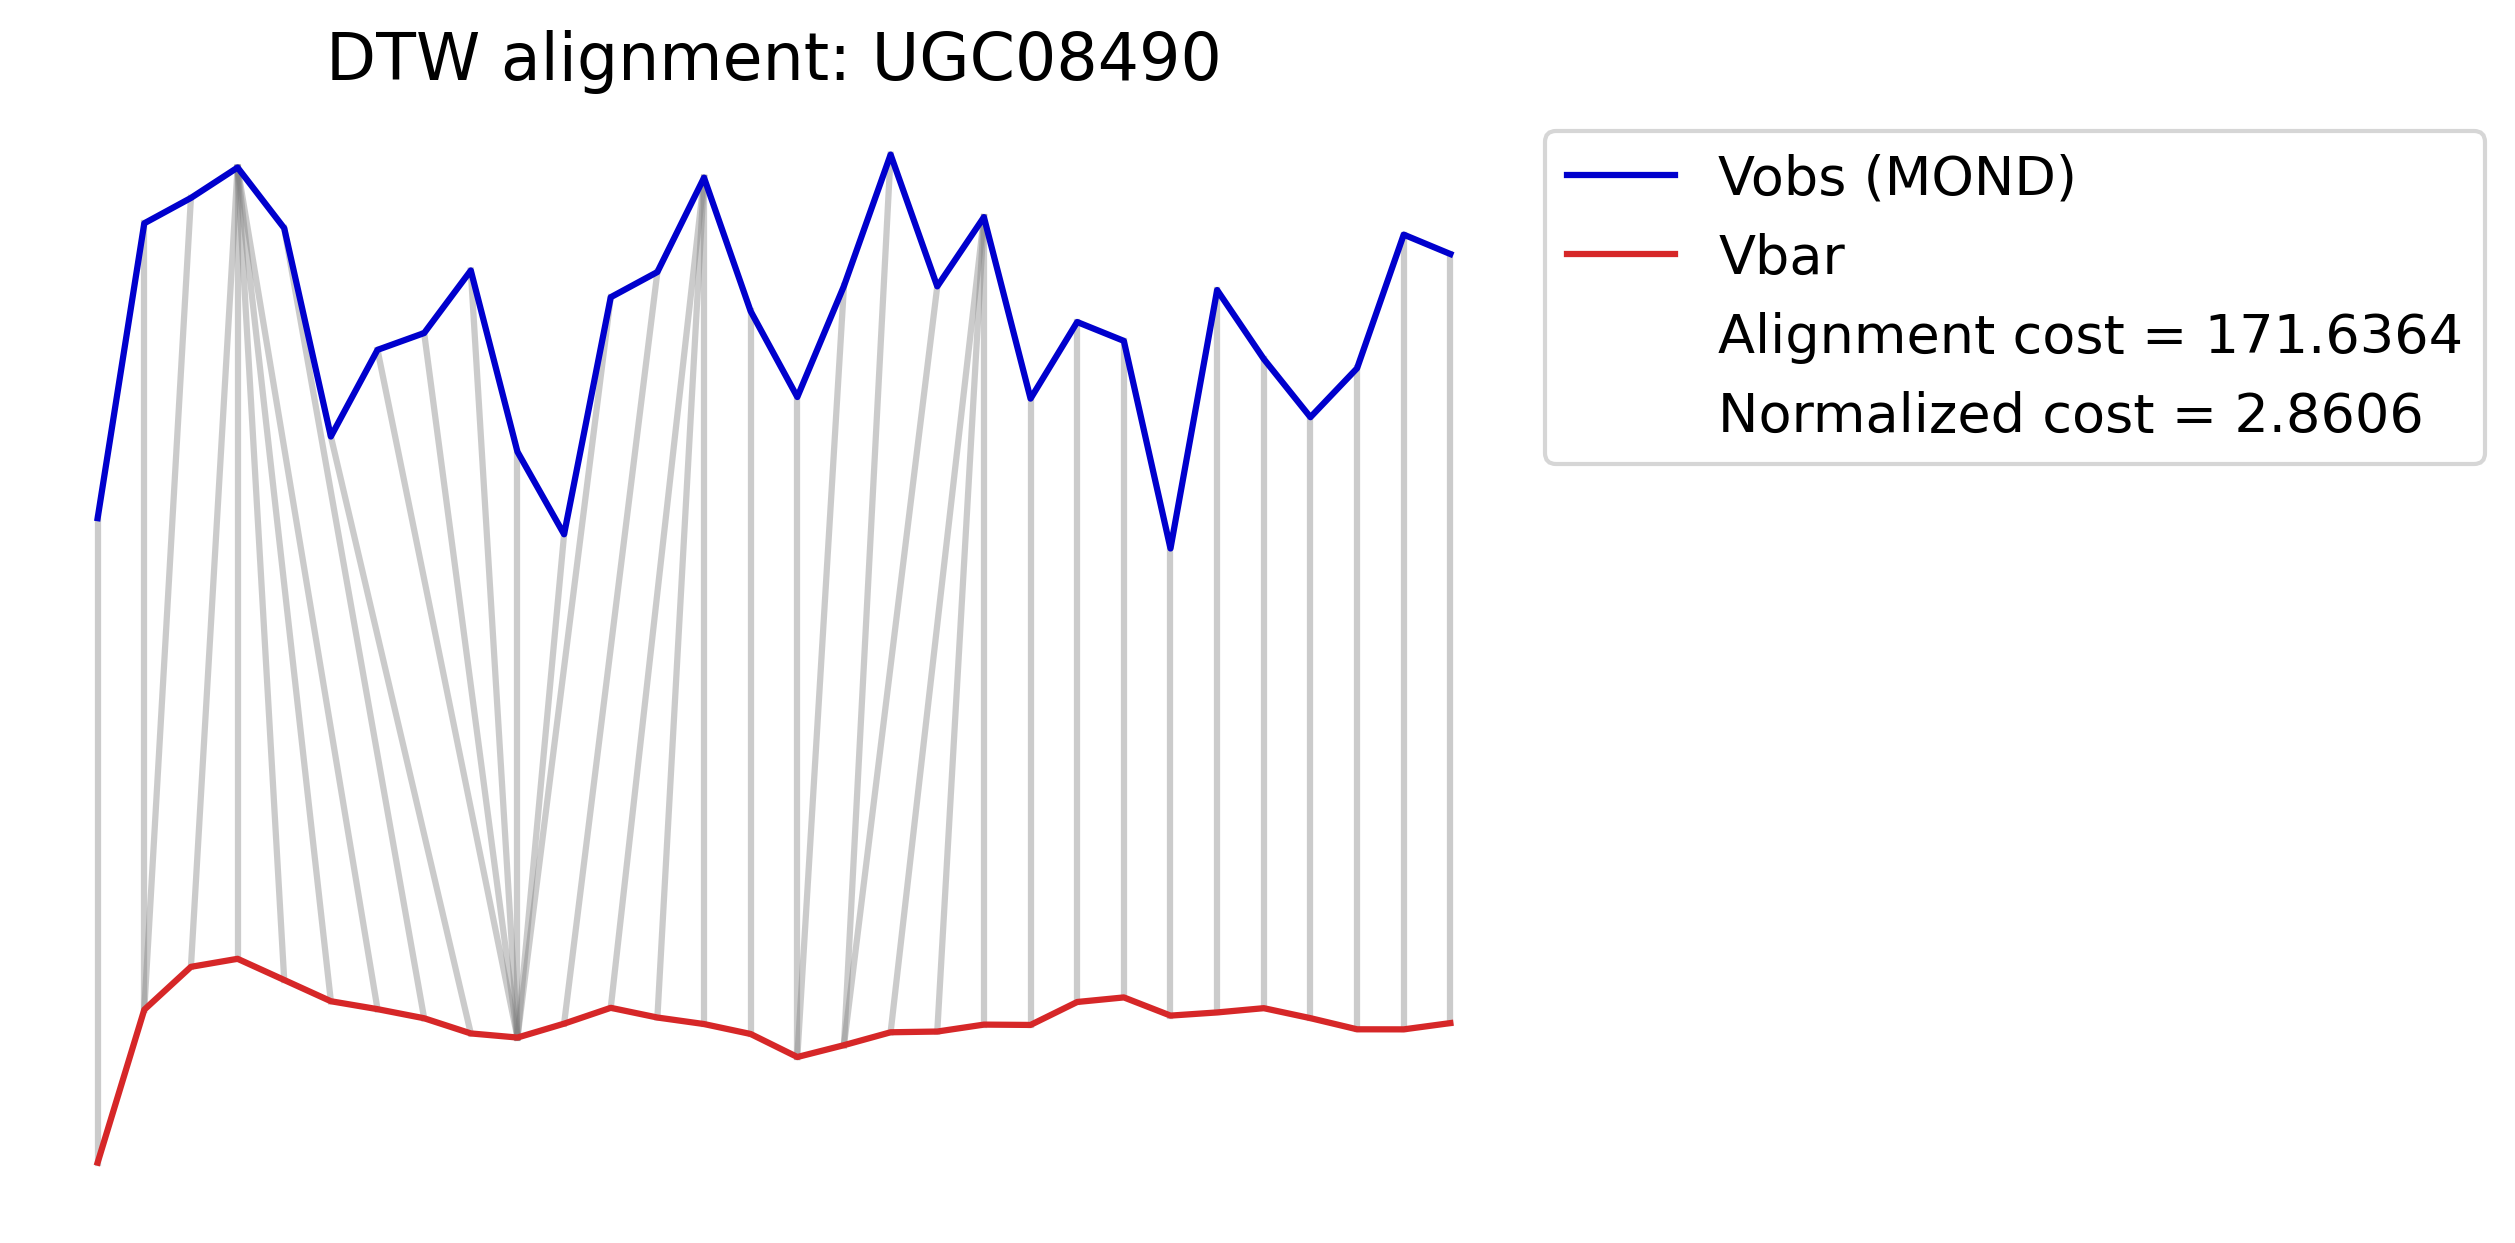 DTW alignment: UGC08490
Vobs (MOND)
Vbar
Alignment cost = 171.6364
Normalized cost = 2.8606